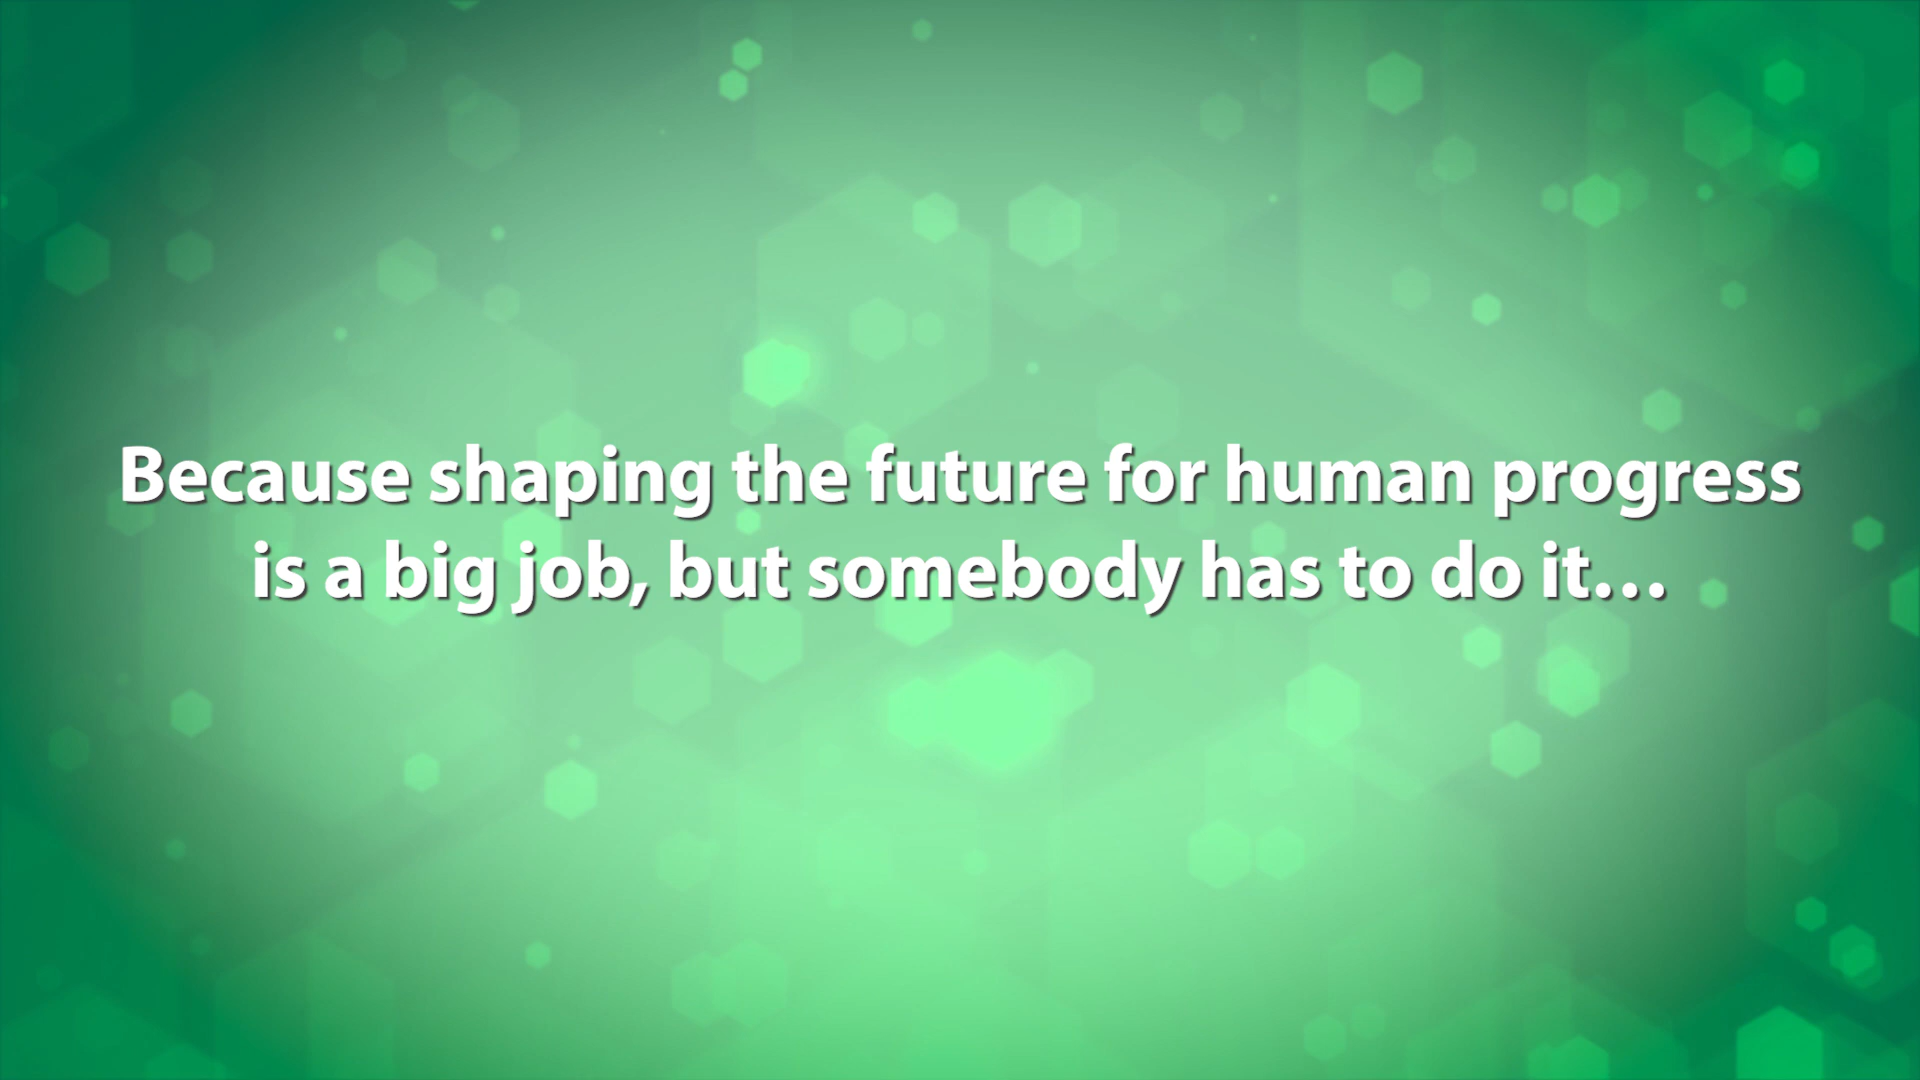 Because shaping the future for human progress
is a big job, but somebody has to do it…